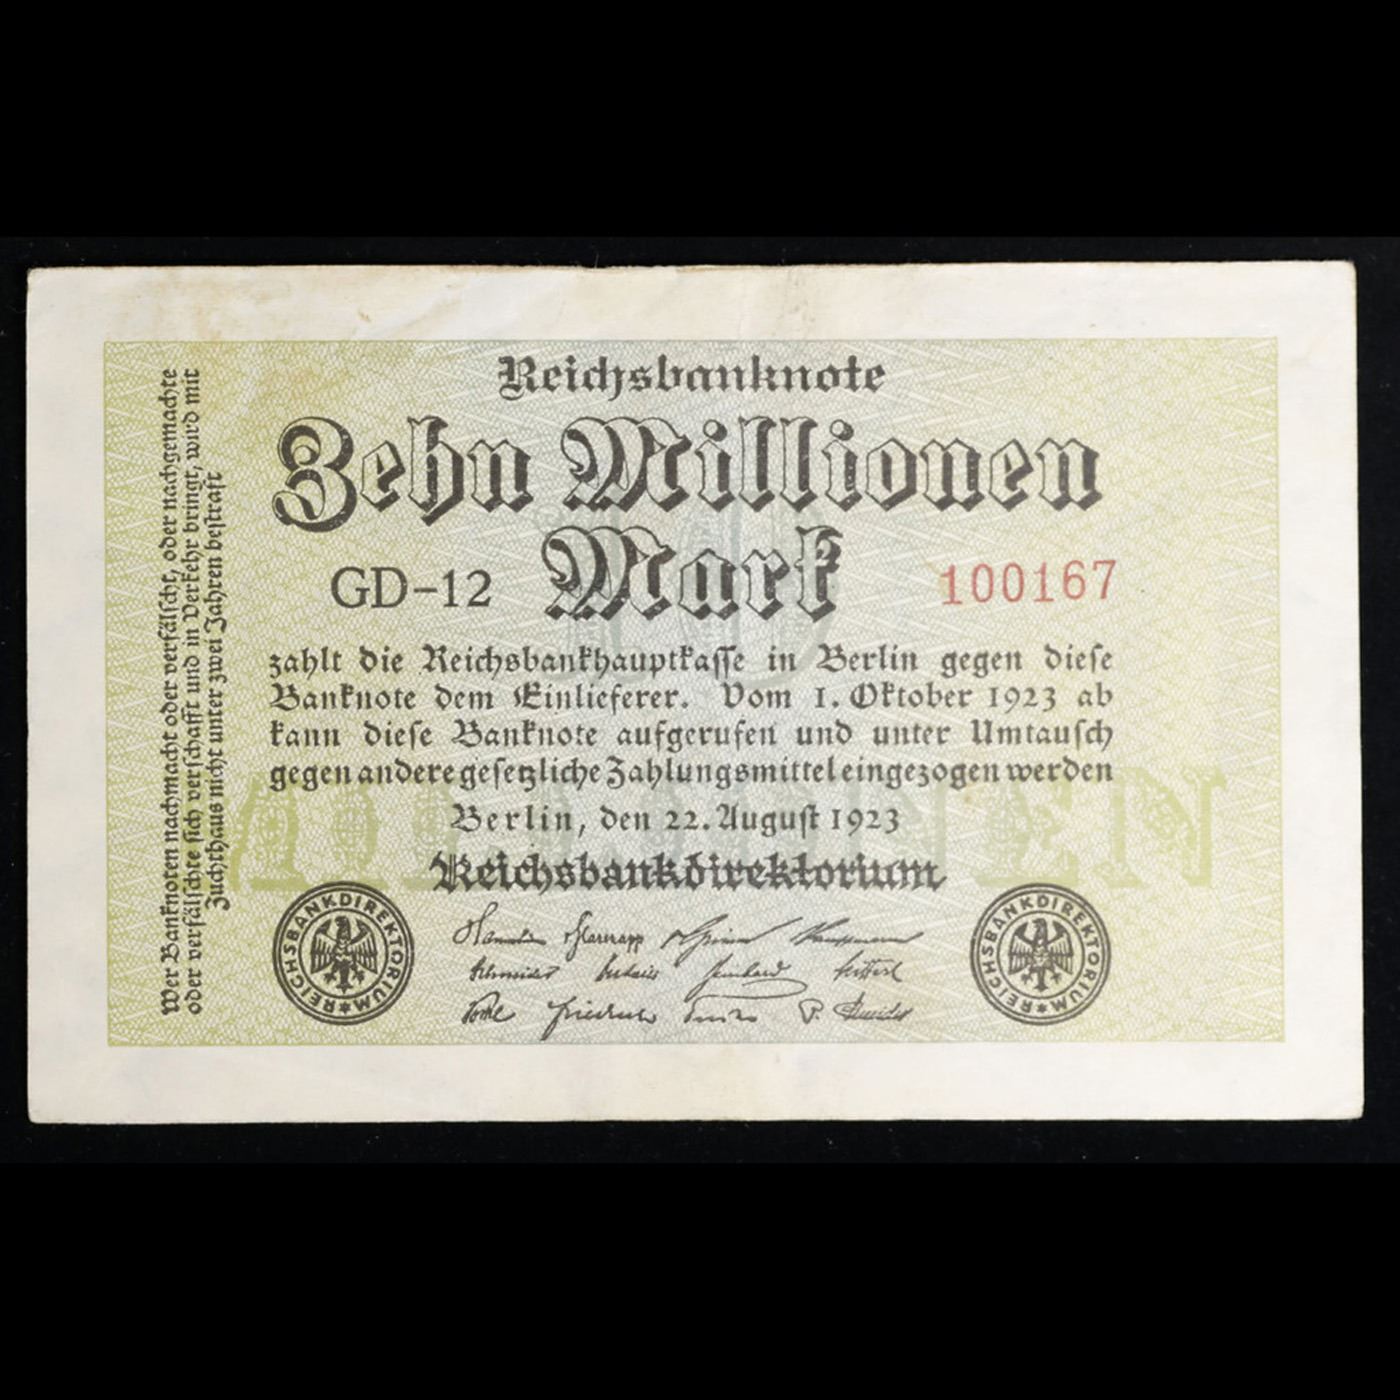 Reichsbanknote
Zehn Millionen
Mark
GD-12
100167
zahlt die Reichsbankhauptkasse in Berlin gegen diese
Banknote dem Einlieferer. Vom 1. Oktober 1923 ab
kann diese Banknote aufgerufen und unter Umtausch
gegen andere gesetzliche Zahlungsmittel eingezogen werden
Berlin, den 22. August 1923
Reichsbankdirektorium
REICHSBANKDIREKTORIUM
REICHSBANKDIREKTORIUM
Wer Banknoten nachmacht oder verfälscht, oder nachgemachte
oder verfälschte sich verschafft und in Verkehr bringt, wird mit
Zuchthaus nicht unter zwei Jahren bestraft
10